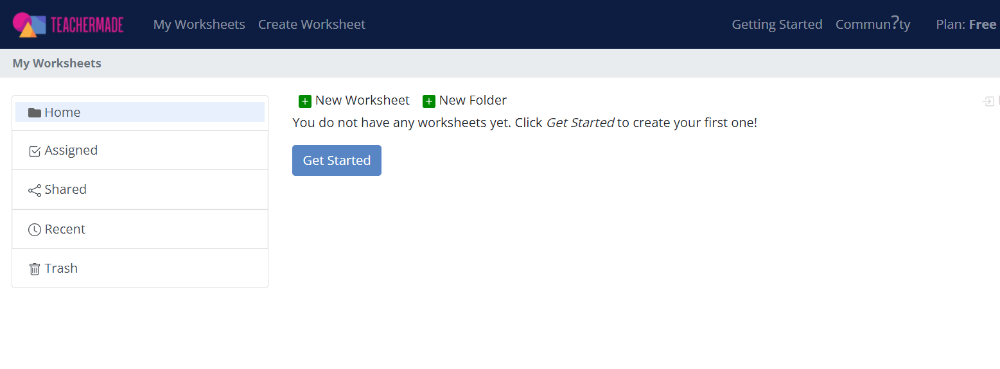 TEACHERMADE My Worksheets Create Worksheet Getting Started Commun?ty Plan: Free
My Worksheets
Home
Assigned
Shared
Recent
Trash
New Worksheet New Folder
You do not have any worksheets yet. Click Get Started to create your first one!
Get Started